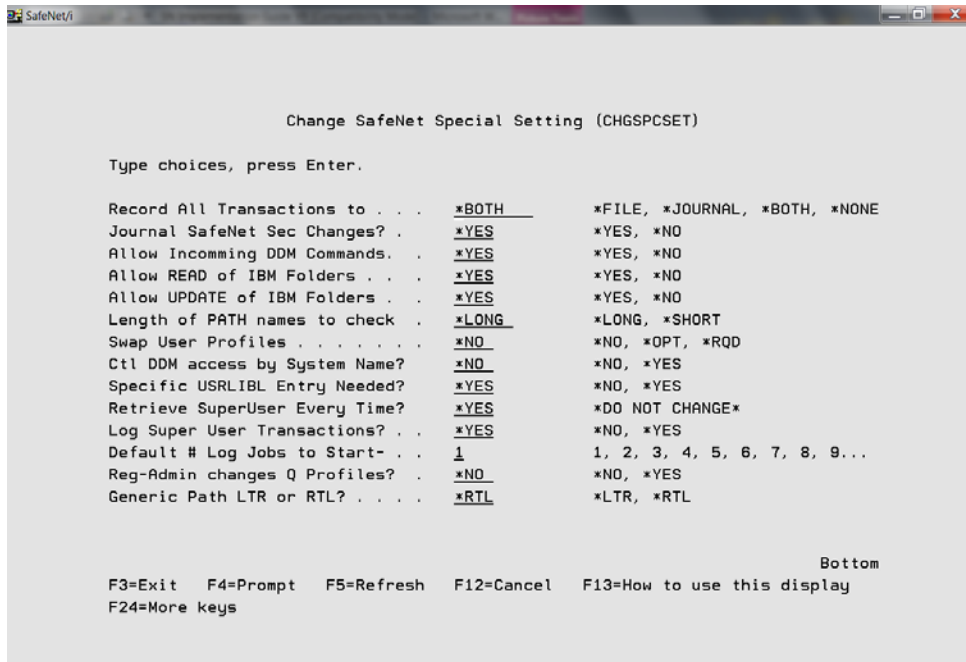 SafeNet/i
Change SafeNet Special Setting (CHGSPCSET)
Type choices, press Enter.
Record All Transactions to . . . *BOTH *FILE, *JOURNAL, *BOTH, *NONE
Journal SafeNet Sec Changes? . *YES *YES, *NO
Allow Incomming DDM Commands. . *YES *YES, *NO
Allow READ of IBM Folders . . . *YES *YES, *NO
Allow UPDATE of IBM Folders . . *YES *YES, *NO
Length of PATH names to check . *LONG *LONG, *SHORT
Swap User Profiles . . . . . . . *NO *NO, *OPT, *RQD
Ctl DDM access by System Name? *NO *NO, *YES
Specific USRLIBL Entry Needed? *YES *NO, *YES
Retrieve SuperUser Every Time? *YES *DO NOT CHANGE*
Log Super User Transactions? . . *YES *NO, *YES
Default # Log Jobs to Start- . . 1 1, 2, 3, 4, 5, 6, 7, 8, 9...
Reg-Admin changes Q Profiles? . *NO *NO, *YES
Generic Path LTR or RTL? . . . . *RTL *LTR, *RTL
Bottom
F3=Exit F4=Prompt F5=Refresh F12=Cancel F13=How to use this display
F24=More keys